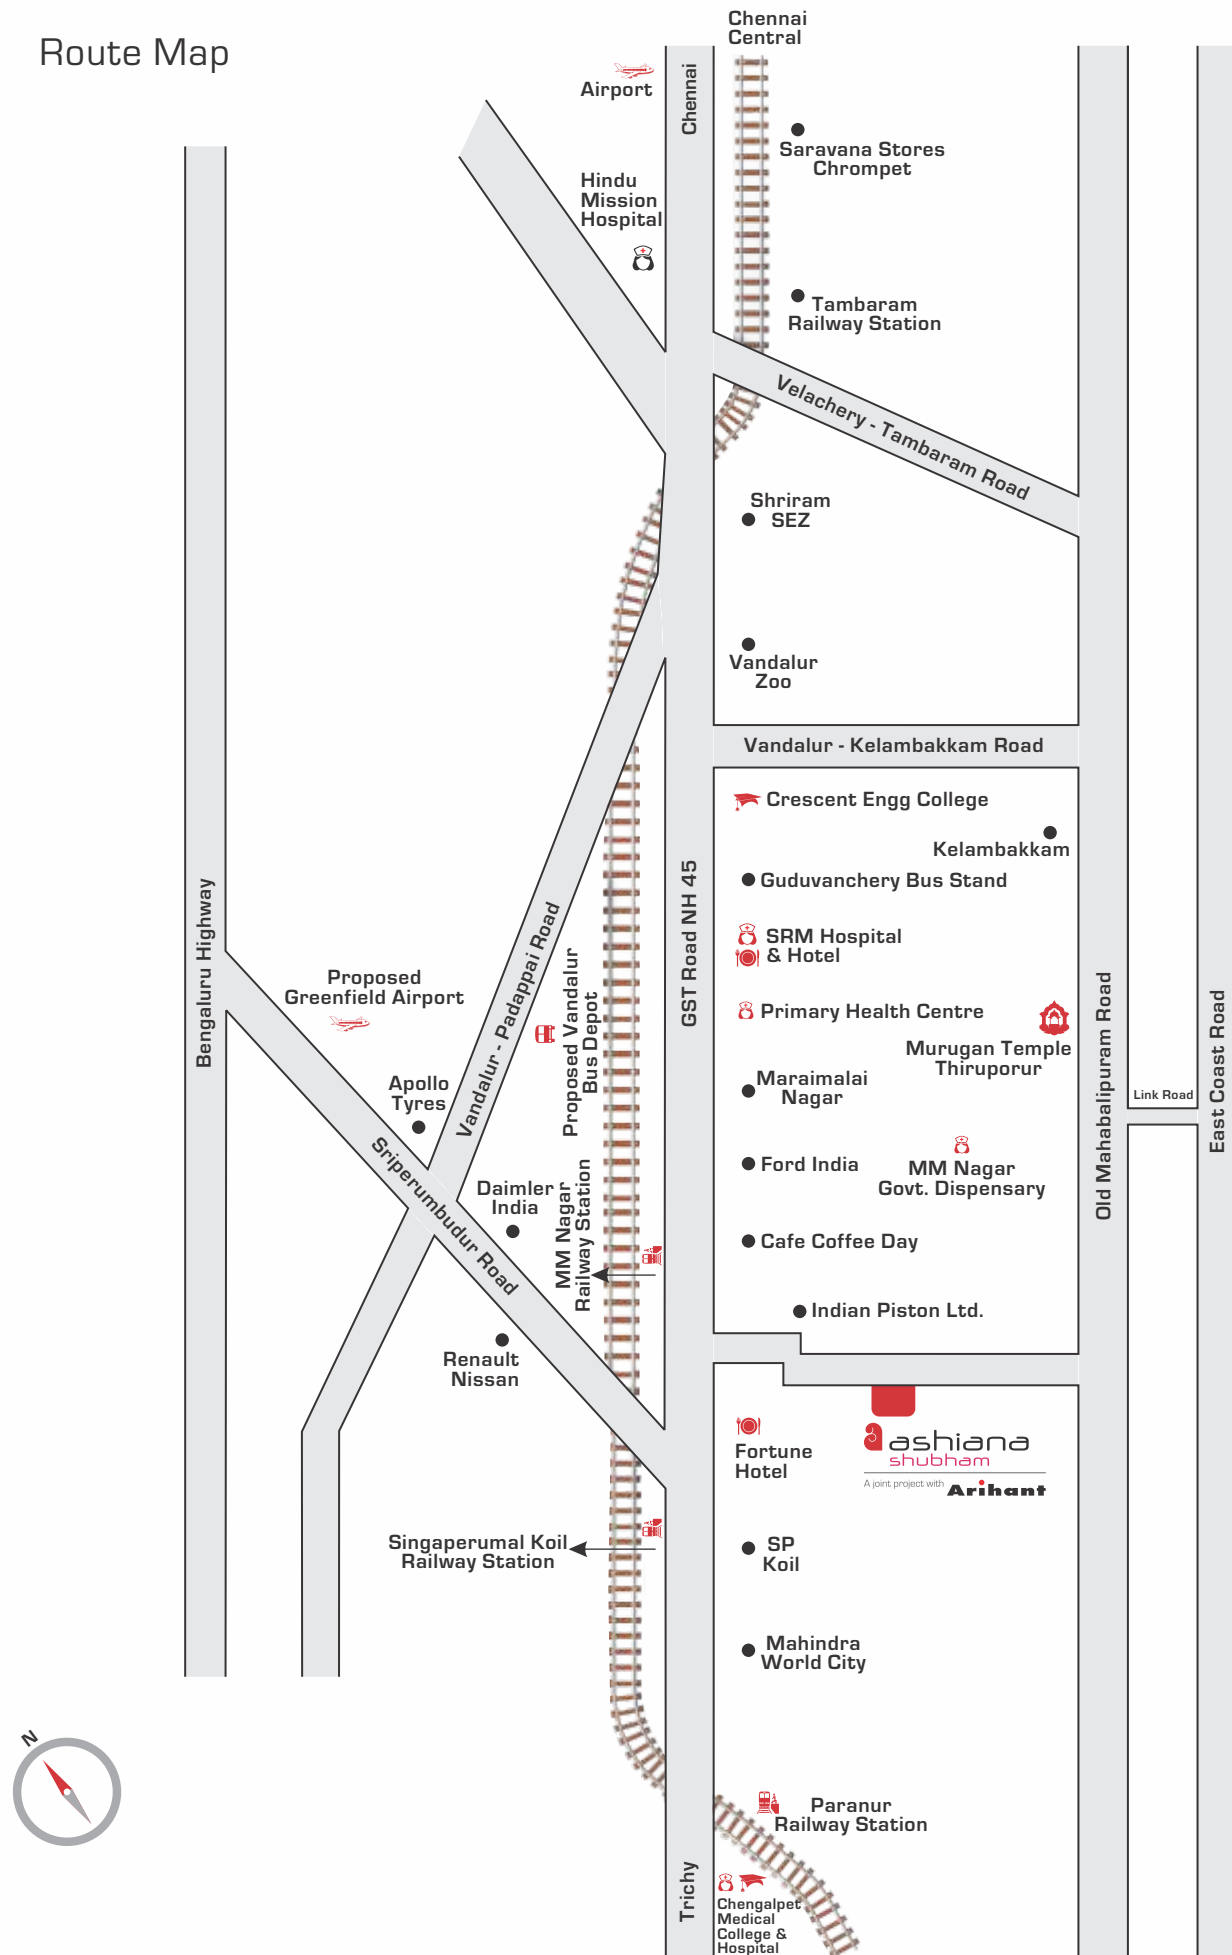 Route Map
Chennai
Central
Airport
Chennai
Saravana Stores
Chrompet
Hindu
Mission
Hospital
Tambaram
Railway Station
Velachery - Tambaram Road
Shriram
SEZ
Vandalur
Zoo
Vandalur - Kelambakkam Road
Crescent Engg College
Kelambakkam
Guduvanchery Bus Stand
GST Road NH 45
Bengaluru Highway
Vandalur - Padappai Road
SRM Hospital
& Hotel
Proposed
Greenfield Airport
Proposed Vandalur
Bus Depot
Primary Health Centre
Murugan Temple
Thiruporur
Old Mahabalipuram Road
East Coast Road
Link Road
Apollo
Tyres
Maraimalai
Nagar
Sriperumbudur Road
Ford India
MM Nagar
Govt. Dispensary
Daimler
India
MM Nagar
Railway Station
Cafe Coffee Day
Indian Piston Ltd.
Renault
Nissan
Fortune
Hotel
ashiana
shubham
A joint project with Arihant
Singaperumal Koil
Railway Station
SP
Koil
Mahindra
World City
N
Paranur
Railway Station
Trichy
Chengalpet
Medical
College &
Hospital